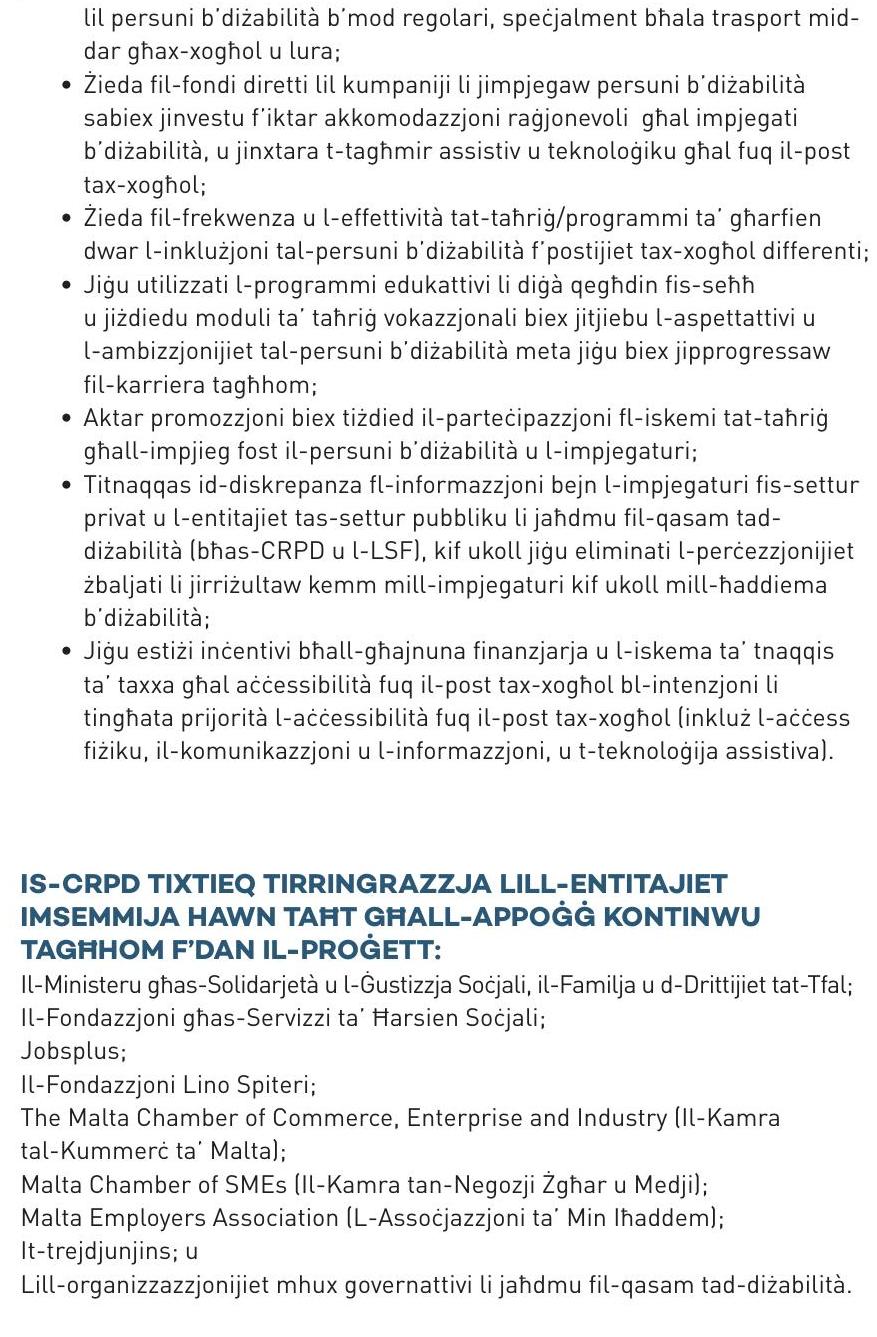 lil persuni b’diżabilità b’mod regolari, speċjalment bħala trasport mid-
dar għax-xogħol u lura;
• Żieda fil-fondi diretti lil kumpaniji li jimpjegaw persuni b’diżabilità
sabiex jinvestu f’iktar akkomodazzjoni raġjonevoli  għal impjegati
b’diżabilità, u jinxtara t-tagħmir assistiv u teknoloġiku għal fuq il-post
tax-xogħol;
• Żieda fil-frekwenza u l-effettività tat-taħriġ/programmi ta’ għarfien
dwar l-inklużjoni tal-persuni b’diżabilità f’postijiet tax-xogħol differenti;
• Jiġu utilizzati l-programmi edukattivi li diġà qegħdin fis-seħħ
u jiżdiedu moduli ta’ taħriġ vokazzjonali biex jitjiebu l-aspettattivi u
l-ambizzjonijiet tal-persuni b’diżabilità meta jiġu biex jipprogressaw
fil-karriera tagħhom;
• Aktar promozzjoni biex tiżdied il-parteċipazzjoni fl-iskemi tat-taħriġ
għall-impjieg fost il-persuni b’diżabilità u l-impjegaturi;
• Titnaqqas id-diskrepanza fl-informazzjoni bejn l-impjegaturi fis-settur
privat u l-entitajiet tas-settur pubbliku li jaħdmu fil-qasam tad-
diżabilità (bħas-CRPD u l-LSF), kif ukoll jiġu eliminati l-perċezzjonijiet
żbaljati li jirriżultaw kemm mill-impjegaturi kif ukoll mill-ħaddiema
b’diżabilità;
• Jiġu estiżi inċentivi bħall-għajnuna finanzjarja u l-iskema ta’ tnaqqis
ta’ taxxa għal aċċessibilità fuq il-post tax-xogħol bl-intenzjoni li
tingħata prijorità l-aċċessibilità fuq il-post tax-xogħol (inkluż l-aċċess
fiżiku, il-komunikazzjoni u l-informazzjoni, u t-teknoloġija assistiva).
IS-CRPD TIXTIEQ TIRRINGRAZZJA LILL-ENTITAJIET
IMSEMMIJA HAWN TAĦT GĦALL-APPOĠĠ KONTINWU
TAGĦHOM F’DAN IL-PROĠETT:
Il-Ministeru għas-Solidarjetà u l-Ġustizzja Soċjali, il-Familja u d-Drittijiet tat-Tfal;
Il-Fondazzjoni għas-Servizzi ta’ Ħarsien Soċjali;
Jobsplus;
Il-Fondazzjoni Lino Spiteri;
The Malta Chamber of Commerce, Enterprise and Industry (Il-Kamra
tal-Kummerċ ta’ Malta);
Malta Chamber of SMEs (Il-Kamra tan-Negozji Żgħar u Medji);
Malta Employers Association (L-Assoċjazzjoni ta’ Min Iħaddem);
It-trejdjunjins; u
Lill-organizzazzjonijiet mhux governattivi li jaħdmu fil-qasam tad-diżabilità.